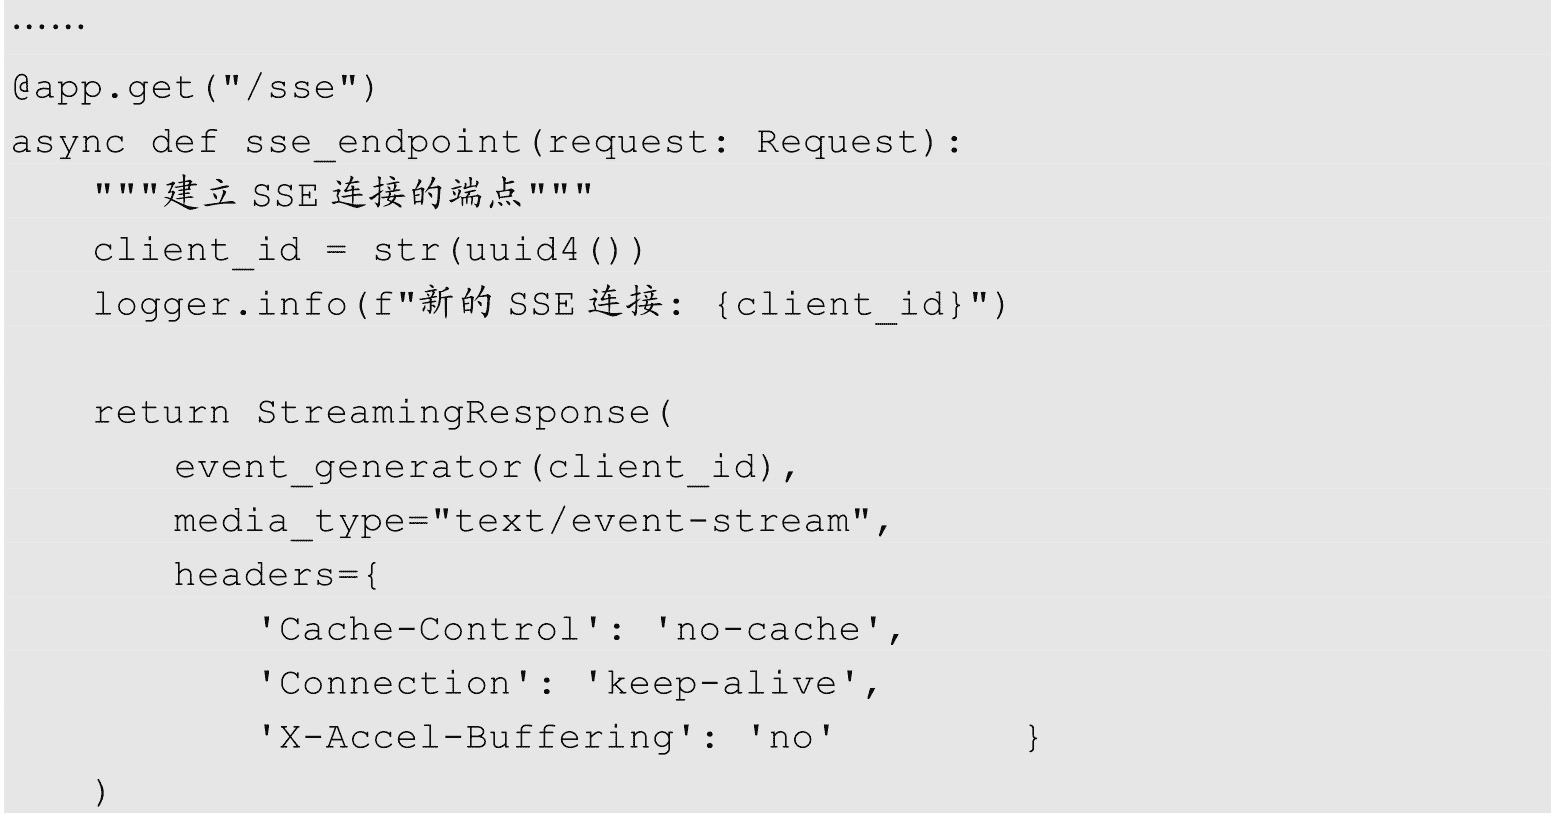 ……
@app.get("/sse")
async def sse_endpoint(request: Request):
    """建立 SSE 连接的端点"""
    client_id = str(uuid4())
    logger.info(f"新的 SSE 连接: {client_id}")

    return StreamingResponse(
        event_generator(client_id),
        media_type="text/event-stream",
        headers={
            'Cache-Control': 'no-cache',
            'Connection': 'keep-alive',
            'X-Accel-Buffering': 'no'        }
    )